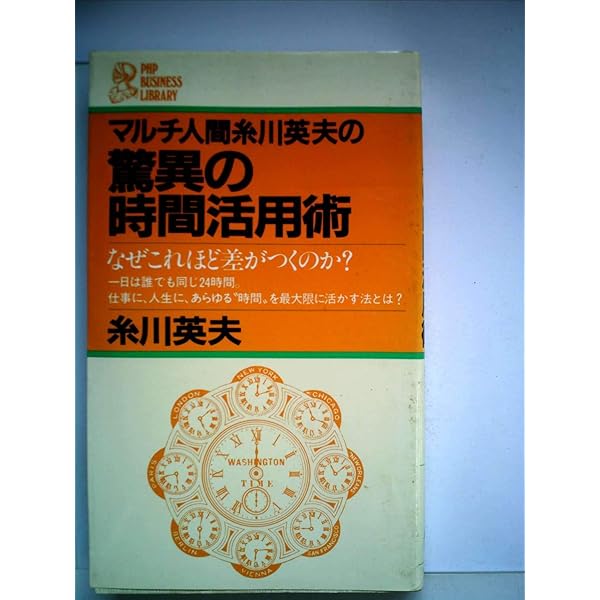 PHP
BUSINESS
LIBRARY
マルチ人間糸川英夫の
驚異の
時間活用術
なぜこれほど差がつくのか?
一日は誰でも同じ24時間。
仕事に、人生に、あらゆる〝時間〟を最大限に活かす法とは?
糸川英夫
NEW YORK
LONDON
CHICAGO
PARIS
WASHINGTON
TIME
NEW ORLEANS
BERLIN
SAN FRANCISCO
VIENNA